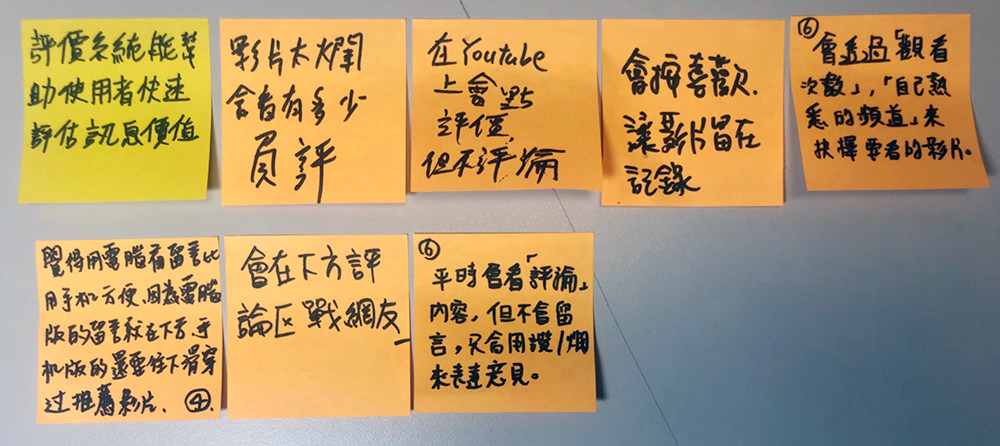 評價系統能幫
助使用者快速
評估訊息價值
影片太爛
會看有多少
負評
在Youtube
上會點
評價,
但不評論
會按喜歡,
讓影片留在
記錄
⑥
會透過「觀看
次數」,「自己熟
悉的頻道」來
抉擇要看的影片。
覺得用電腦看留言比
用手机方便,因為電腦
版的留言就在下方,手
机版的還要往下滑穿
过推薦影片. ④
會在下方評
論区戰網友
⑥
平時會看「評論」
內容,但不會留
言,只會用讚/爛
來表達意見。